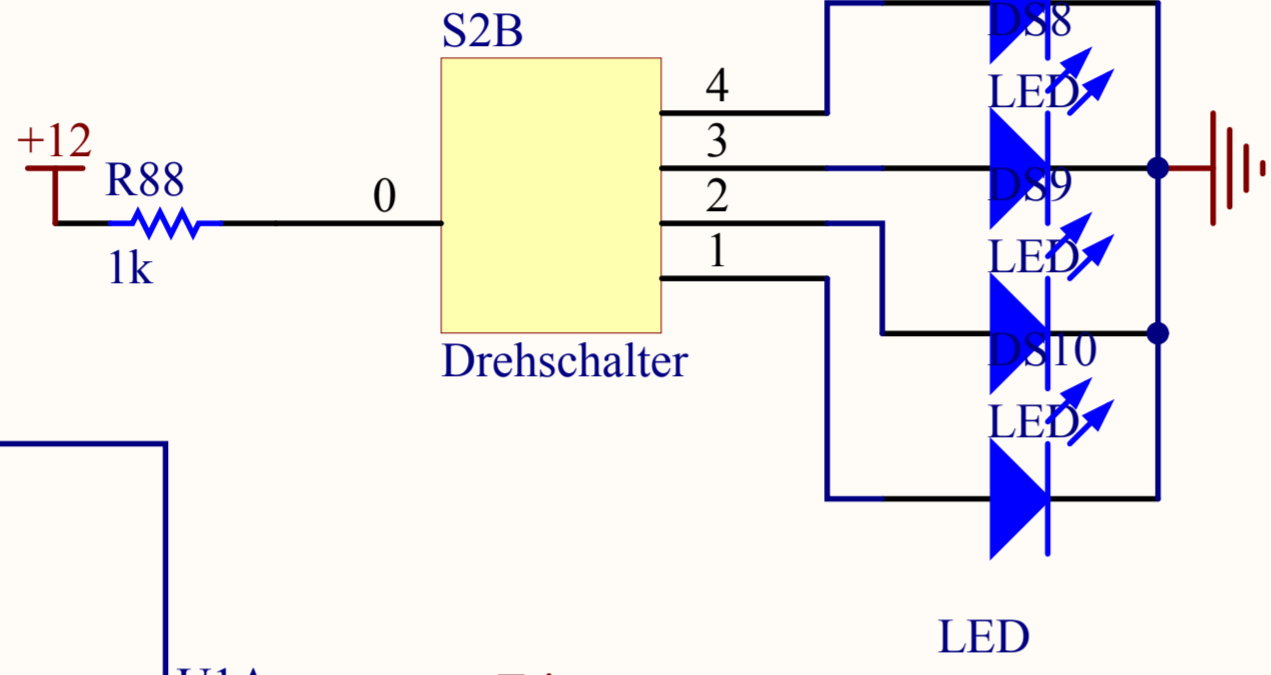 S2B
DS8
4
LED
+12
3
R88
0
2
DS9
1
LED
1k
Drehschalter
DS10
LED
LED